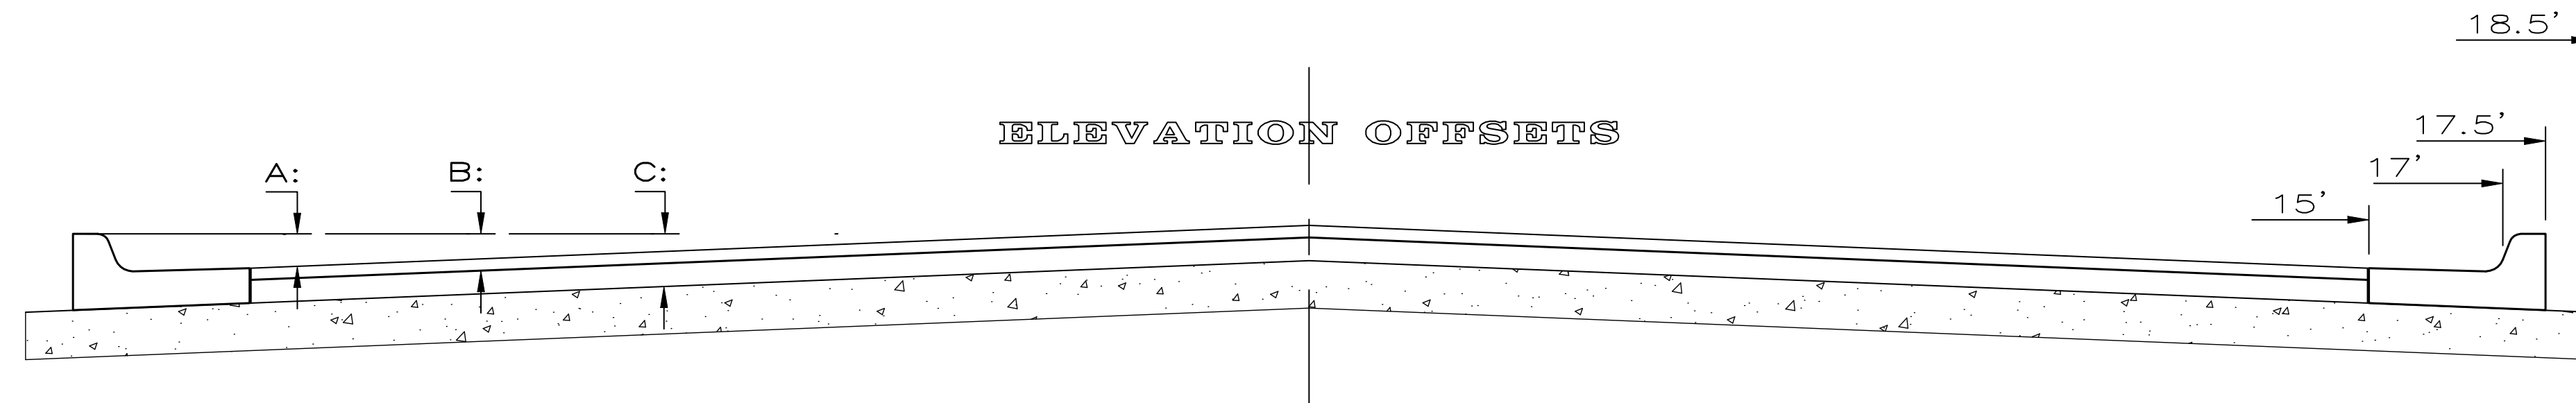 18.5’
ELEVATION OFFSETS
17.5’
17’
A: B: C:
15’